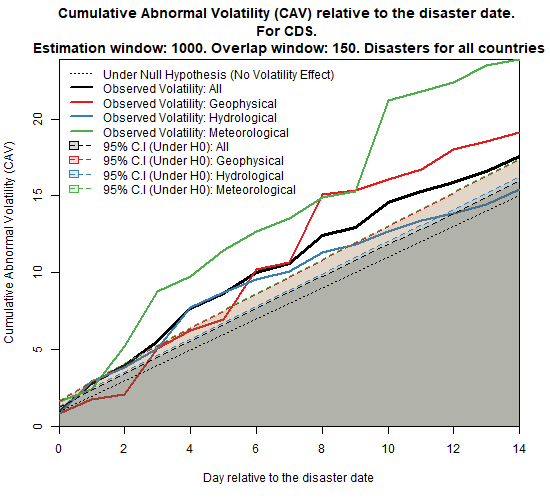 Cumulative Abnormal Volatility (CAV) relative to the disaster date.
For CDS.
Estimation window: 1000. Overlap window: 150. Disasters for all countries
Under Null Hypothesis (No Volatility Effect)
Observed Volatility: All
Observed Volatility: Geophysical
Observed Volatility: Hydrological
Observed Volatility: Meteorological
95% C.I (Under H0): All
95% C.I (Under H0): Geophysical
95% C.I (Under H0): Hydrological
95% C.I (Under H0): Meteorological
Cumulative Abnormal Volatility (CAV)
20
15
10
5
0
0 2 4 6 8 10 12 14
Day relative to the disaster date